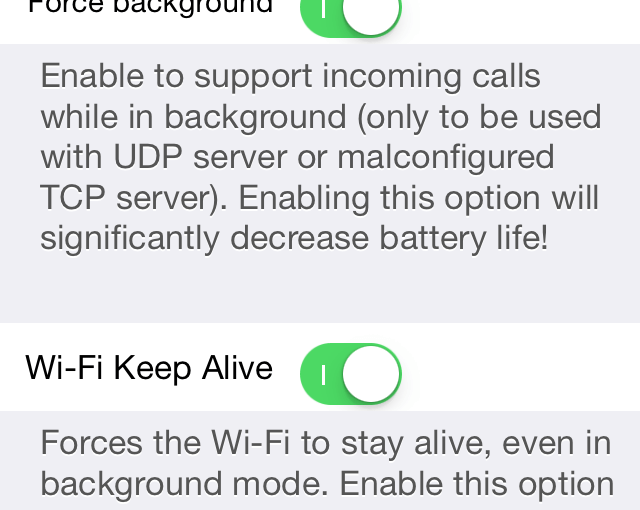 Force background
Enable to support incoming calls
while in background (only to be used
with UDP server or malconfigured
TCP server). Enabling this option will
significantly decrease battery life!
Wi-Fi Keep Alive
Forces the Wi-Fi to stay alive, even in
background mode. Enable this option